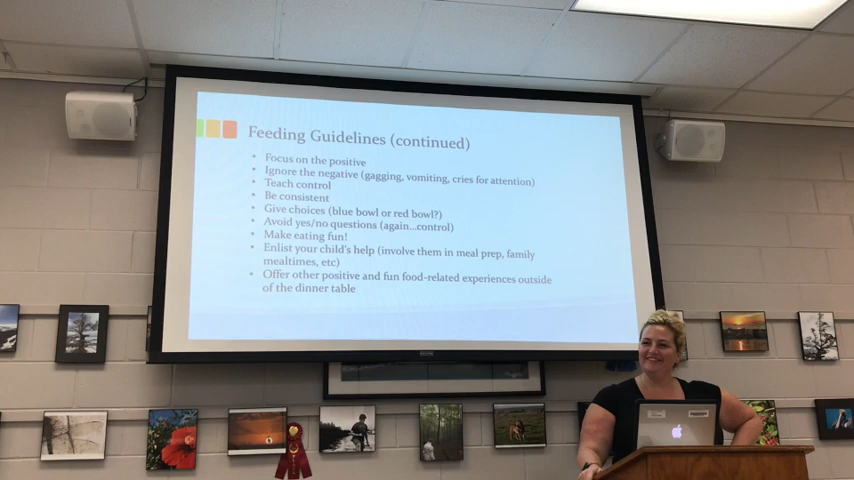 Feeding Guidelines (continued)
• Focus on the positive
• Ignore the negative (gagging, vomiting, cries for attention)
• Teach control
• Be consistent
• Give choices (blue bowl or red bowl?)
• Avoid yes/no questions (again...control)
• Make eating fun!
• Enlist your child's help (involve them in meal prep, family
mealtimes, etc)
• Offer other positive and fun food-related experiences outside
of the dinner table